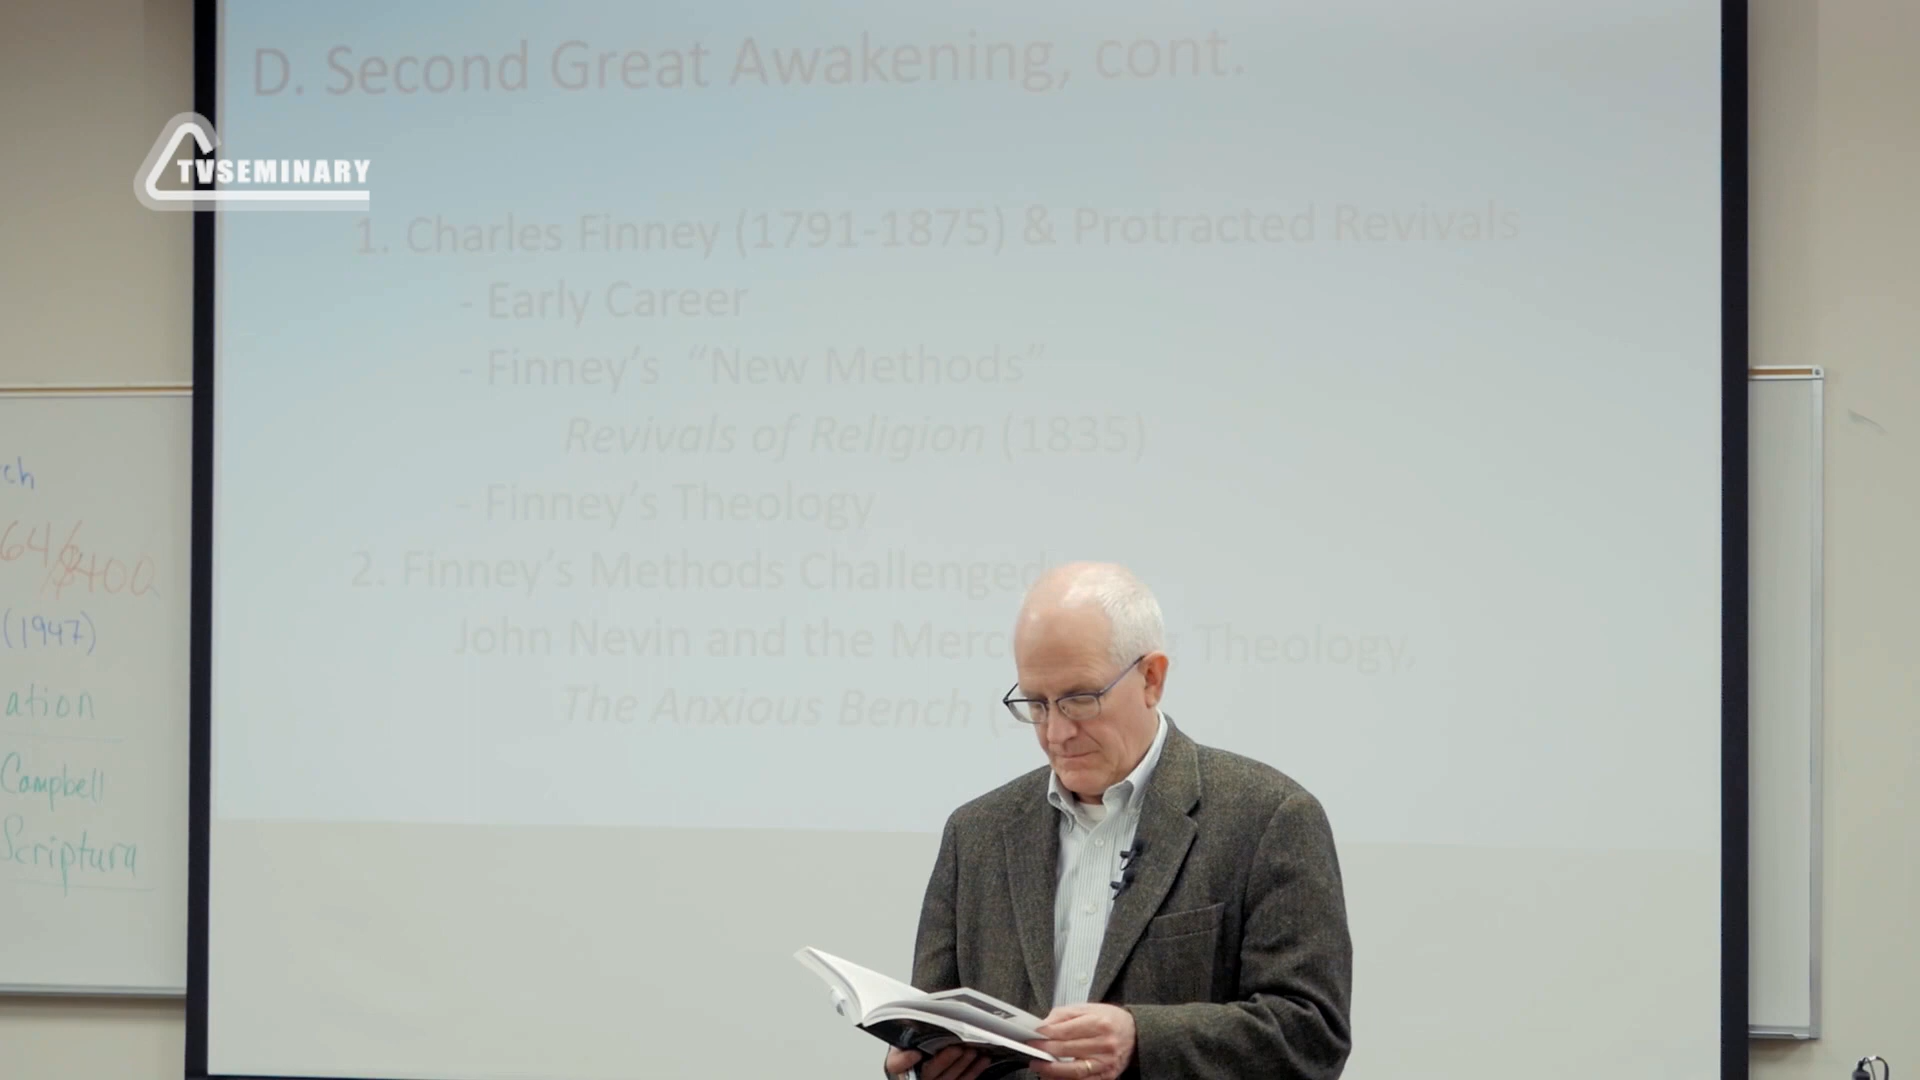 D. Second Great Awakening, cont.
TVSEMINARY
1. Charles Finney (1791-1875) & Protracted Revivals
- Early Career
- Finney's "New Methods"
Revivals of Religion (1835)
- Finney's Theology
2. Finney's Methods Challenged
John Nevin and the Theology,
The Anxious Bench (
64/$400
(1947)
ation
Campbell
Scriptura